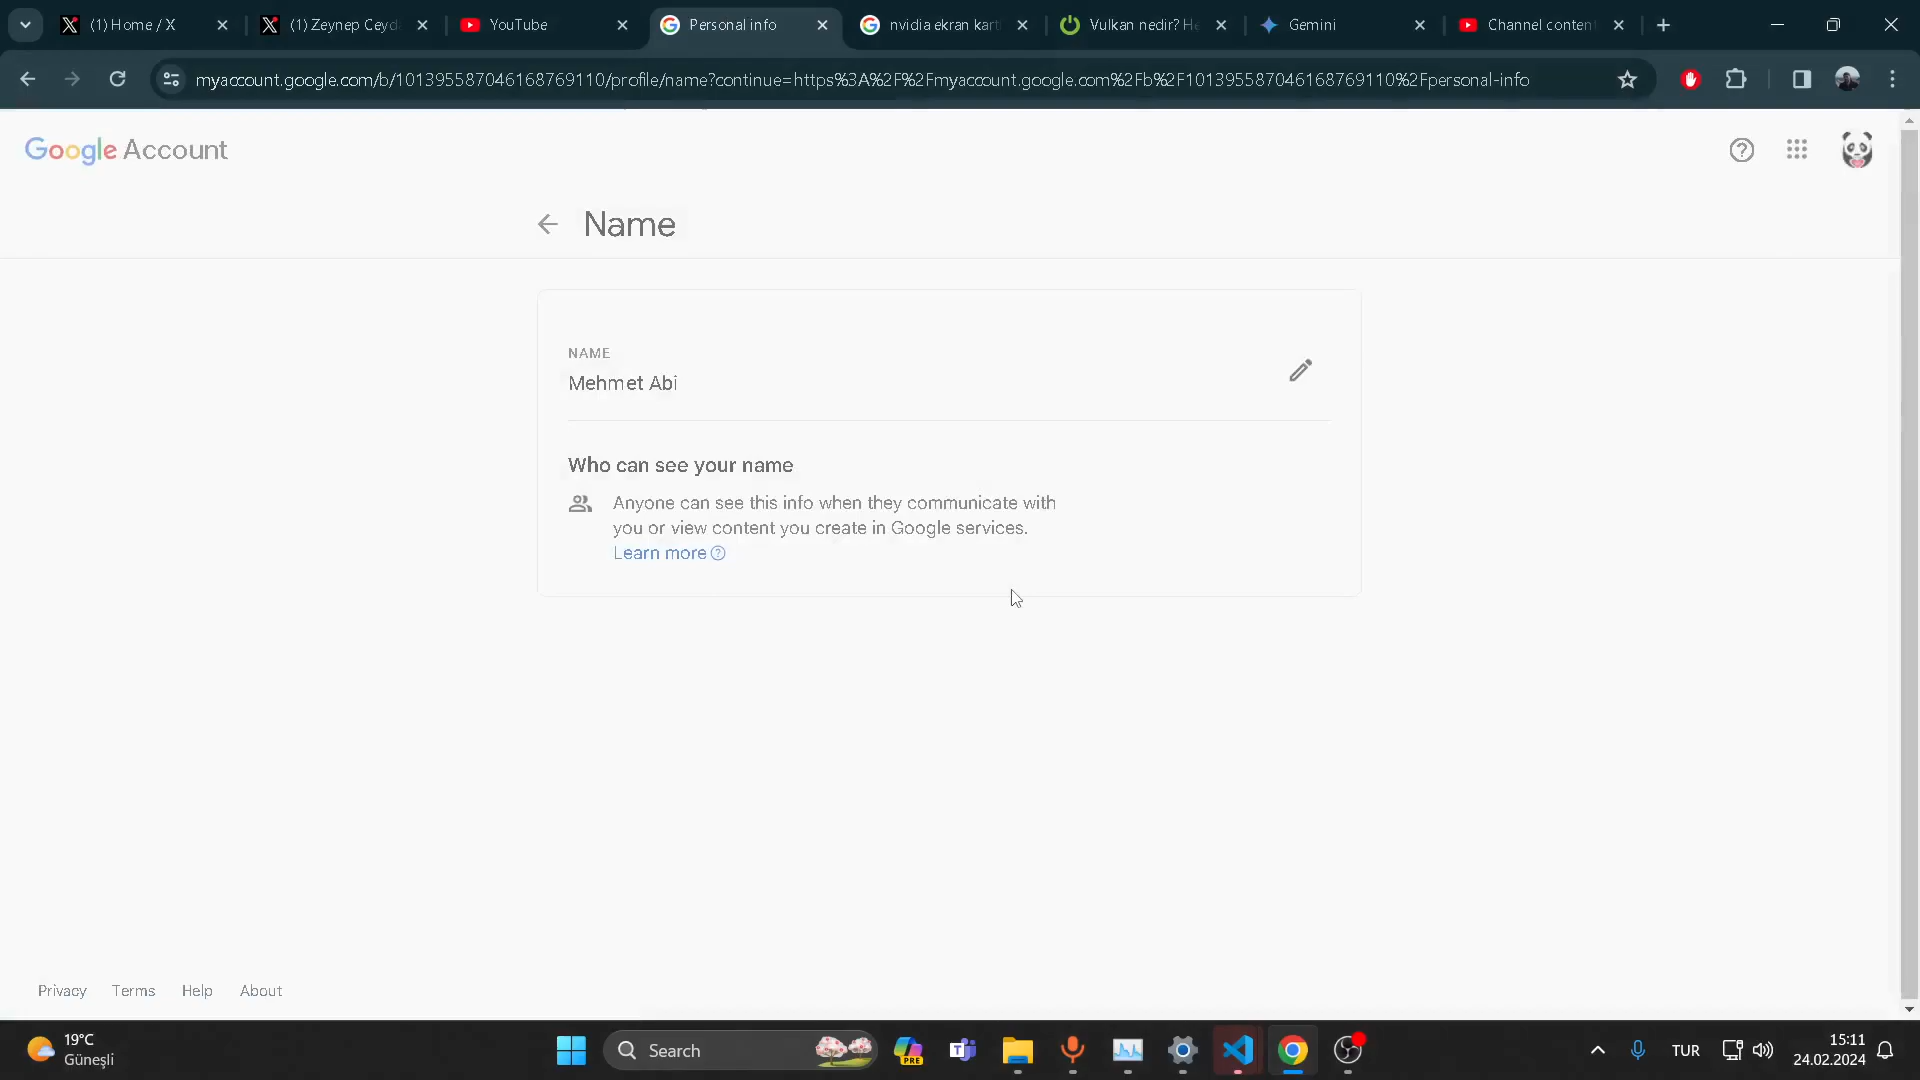 (1) Home / X
(1) Zeynep Ceyd
YouTube
Personal info
nvidia ekran kartı
Vulkan nedir? He
Gemini
Channel content
myaccount.google.com/b/101395587046168769110/profile/name?continue=https%3A%2F%2Fmyaccount.google.com%2Fb%2F101395587046168769110%2Fpersonal-info
Google Account
Name
NAME
Mehmet Abi
Who can see your name
Anyone can see this info when they communicate with
you or view content you create in Google services.
Learn more
Privacy Terms Help About
19°C
Güneşli
Search
PRE
TUR
15:11
24.02.2024